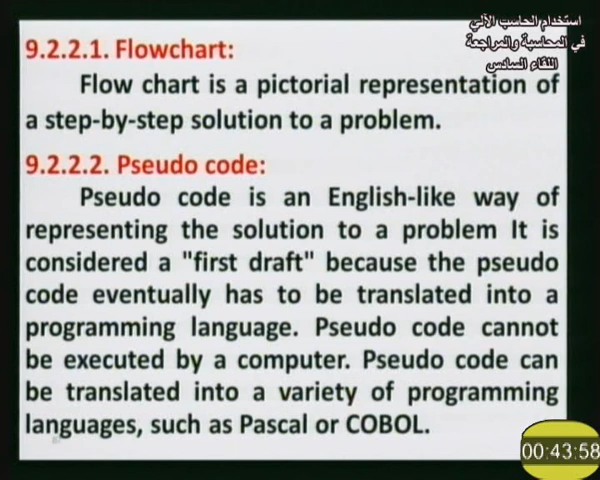 استخدام الحاسب الآلي
في المحاسبة والمراجعة
اللقاء السادس
9.2.2.1. Flowchart:
Flow chart is a pictorial representation of
a step-by-step solution to a problem.
9.2.2.2. Pseudo code:
Pseudo code is an English-like way of
representing the solution to a problem It is
considered a "first draft" because the pseudo
code eventually has to be translated into a
programming language. Pseudo code cannot
be executed by a computer. Pseudo code can
be translated into a variety of programming
languages, such as Pascal or COBOL.
00:43:58